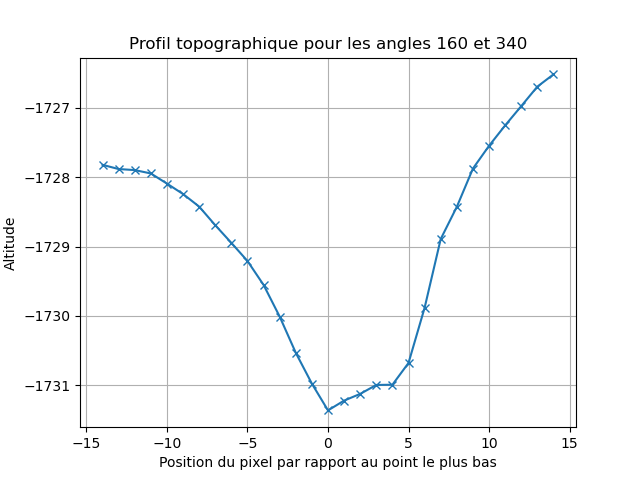 Profil topographique pour les angles 160 et 340
−1727
−1728
−1729
−1730
−1731
Altitude
−15 −10 −5 0 5 10 15
Position du pixel par rapport au point le plus bas